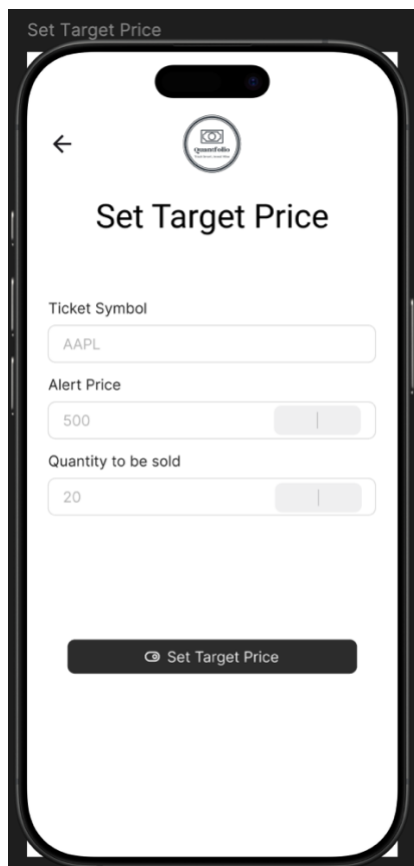 Set Target Price
Quantfolio
Set Target Price
Ticket Symbol
AAPL
Alert Price
500
Quantity to be sold
20
Set Target Price